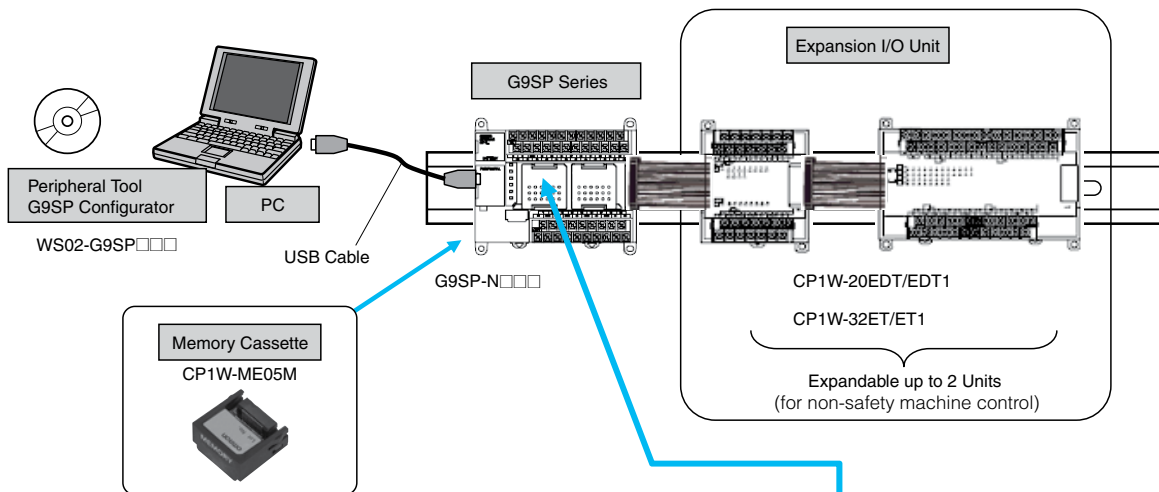 Expansion I/O Unit
G9SP Series
Peripheral Tool
G9SP Configurator
PC
WS02-G9SP□□□
USB Cable
G9SP-N□□□
CP1W-20EDT/EDT1
CP1W-32ET/ET1
Expandable up to 2 Units
(for non-safety machine control)
Memory Cassette
CP1W-ME05M